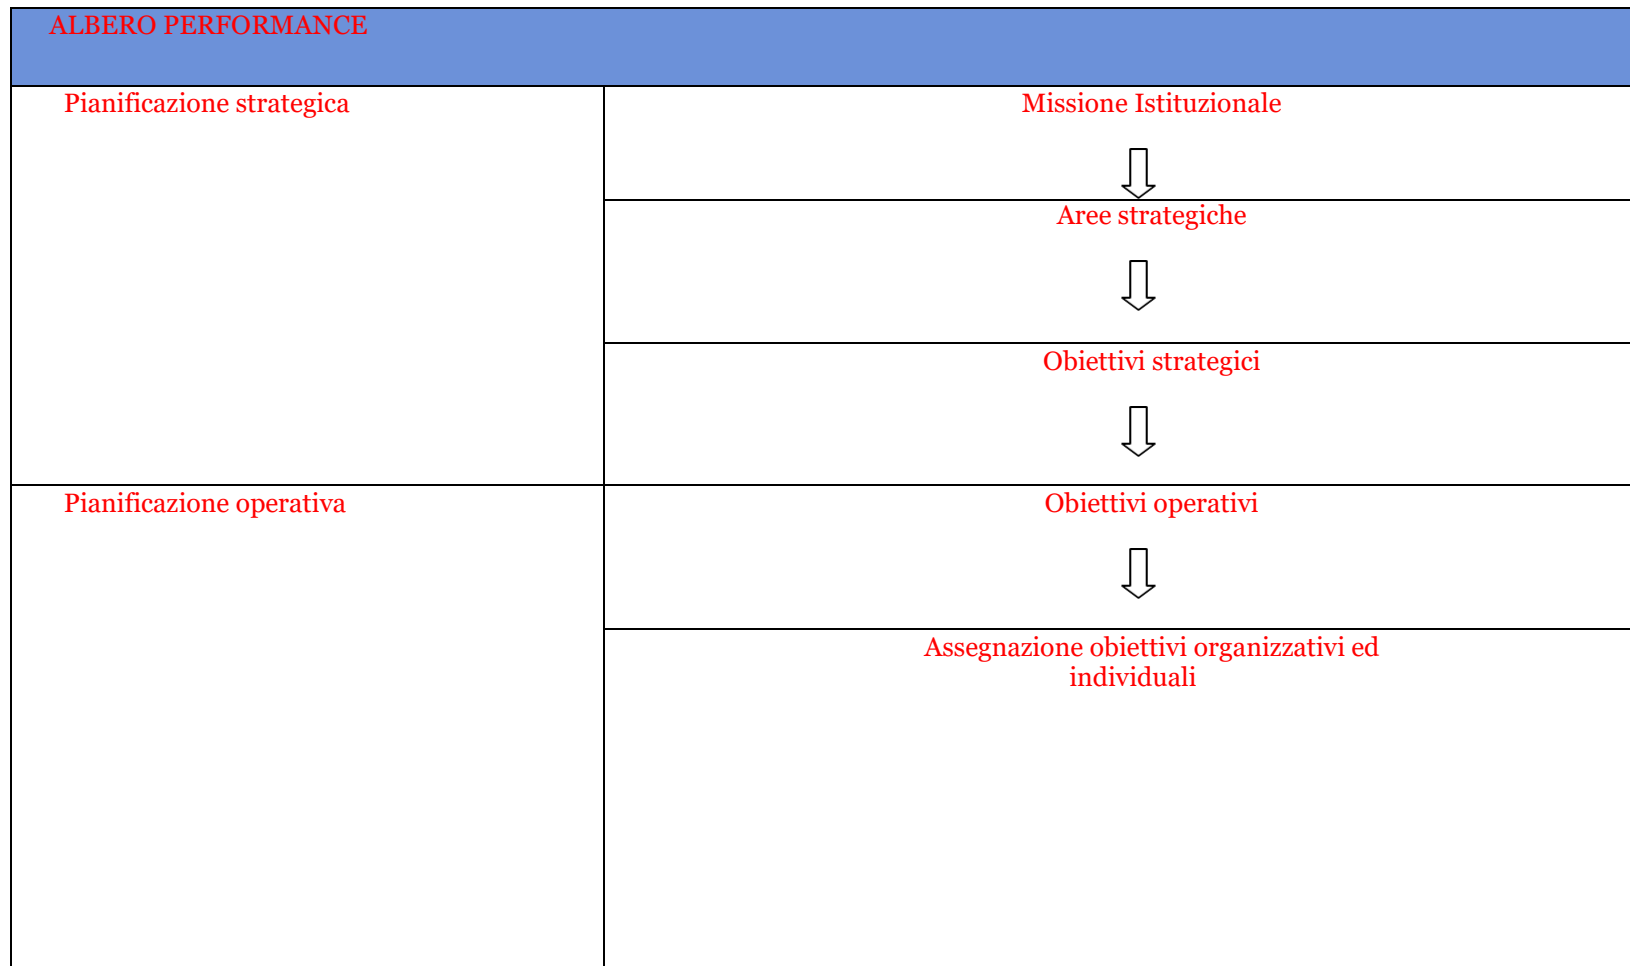 ALBERO PERFORMANCE
Pianificazione strategica
Missione Istituzionale
Aree strategiche
Obiettivi strategici
Pianificazione operativa
Obiettivi operativi
Assegnazione obiettivi organizzativi ed
individuali